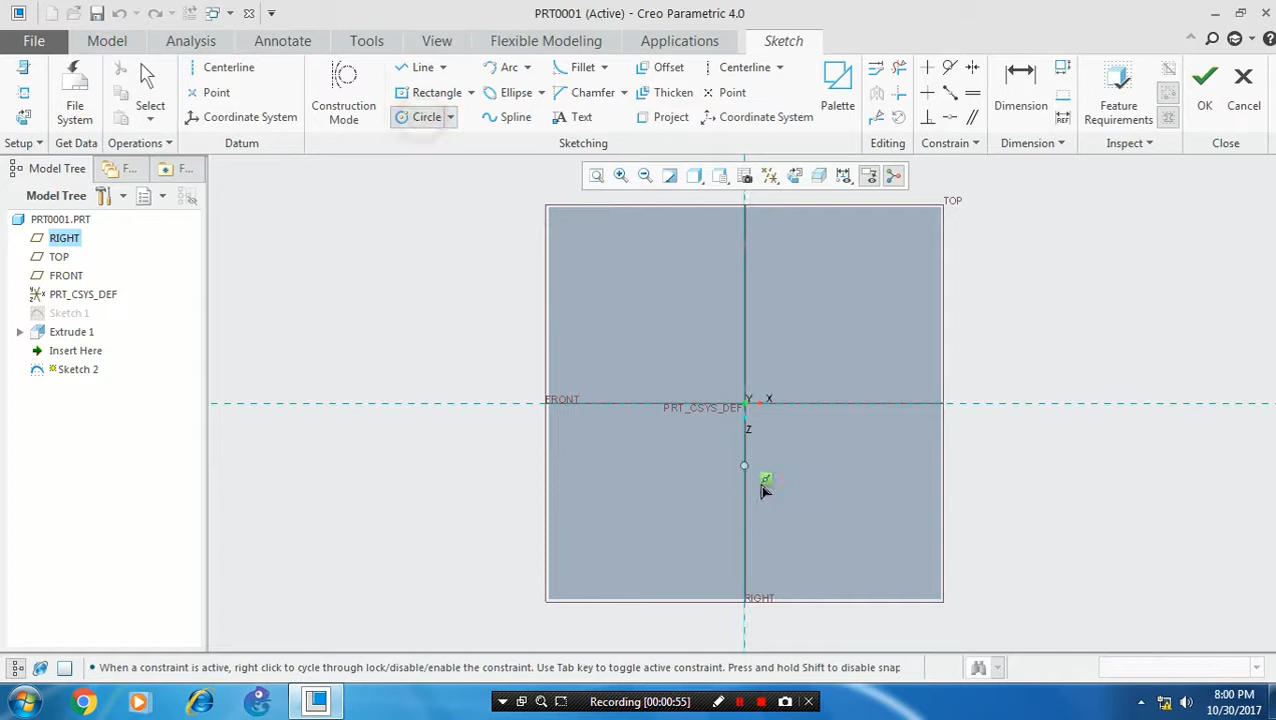 PRT0001 (Active) - Creo Parametric 4.0
File Model Analysis Annotate Tools View Flexible Modeling Applications Sketch
Centerline Line Arc Fillet Offset Centerline
Point Rectangle Ellipse Chamfer Thicken Point
Coordinate System Circle Spline Text Project Coordinate System
File System
Select
Construction Mode
Palette
Dimension
Feature Requirements
OK
Cancel
Setup Get Data Operations Datum Sketching Editing Constrain Dimension Inspect Close
REF
Model Tree F... F...
Model Tree
PRT0001.PRT
RIGHT
TOP
FRONT
PRT_CSYS_DEF
Sketch 1
Extrude 1
Insert Here
Sketch 2
TOP
FRONT
PRT_CSYS_DEF
Y X
Z
RIGHT
When a constraint is active, right click to cycle through lock/disable/enable the constraint. Use Tab key to toggle active constraint. Press and hold Shift to disable snap
Recording [00:00:55]
8:00 PM
10/30/2017